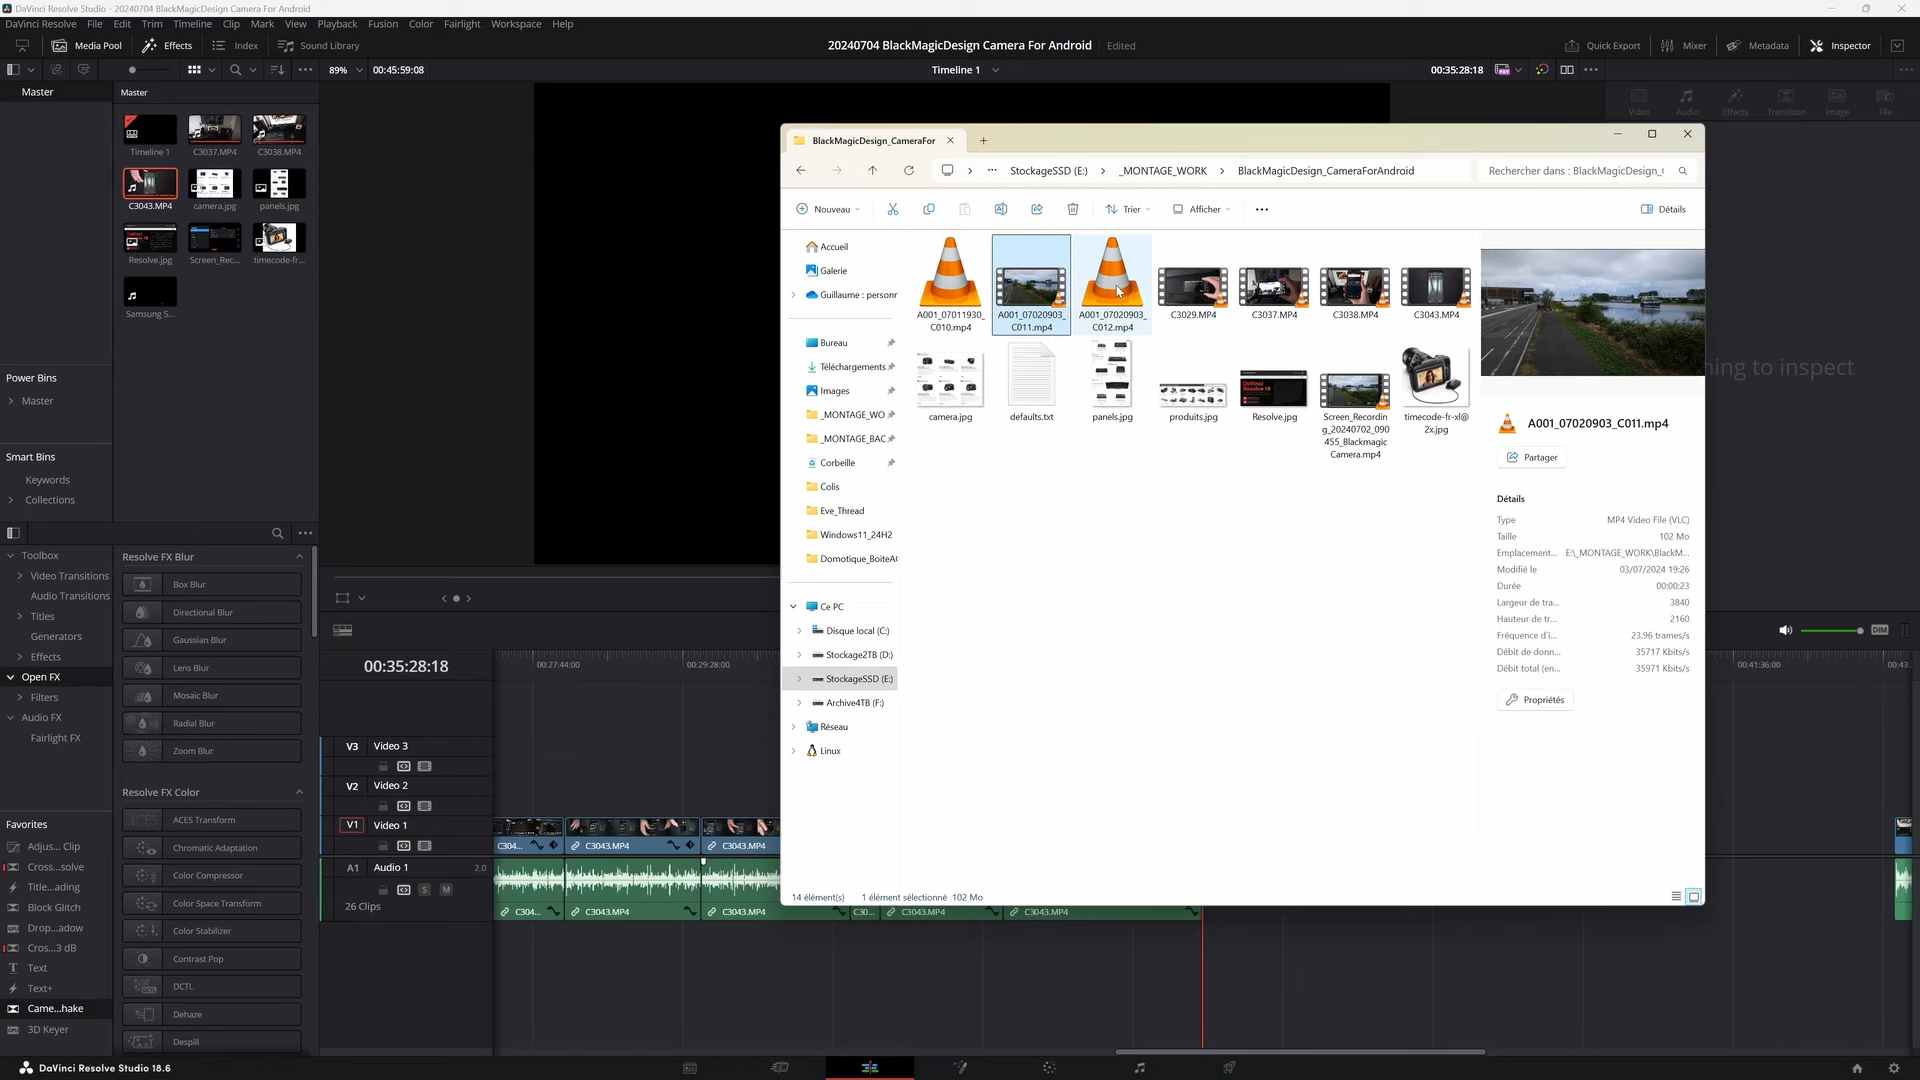 DaVinci Resolve Studio - 20240704 BlackMagicDesign Camera For Android
DaVinci Resolve File Edit Trim Timeline Clip Mark View Playback Fusion Color Fairlight Workspace Help
Media Pool Effects Index Sound Library 20240704 BlackMagicDesign Camera For Android Edited Quick Export Mixer Metadata Inspector
89% 00:45:59:08 Timeline 1 00:35:28:18
Master Master
Video Audio Effects Transition Image File
Timeline 1 C3037.MP4 C3038.MP4
C3043.MP4 camera.jpg panels.jpg
Resolve.jpg Screen_Rec... timecode-fr...
Samsung S...
Power Bins
Master
Smart Bins
Keywords
Collections
BlackMagicDesign_CameraFor
StockageSSD (E:) _MONTAGE_WORK BlackMagicDesign_CameraForAndroid Rechercher dans : BlackMagicDesign_(
Nouveau Trier Afficher Détails
Accueil
Galerie
Guillaume : personr
Bureau
Téléchargements
Images
_MONTAGE_WO
_MONTAGE_BAC
Corbeille
Colis
Eve_Thread
Windows11_24H2
Domotique_BoiteA
Ce PC
Disque local (C:)
Stockage2TB (D:)
StockageSSD (E:)
Archive4TB (F:)
Réseau
Linux
A001_07011930_C010.mp4 A001_07020903_C011.mp4 A001_07020903_C012.mp4 C3029.MP4 C3037.MP4 C3038.MP4 C3043.MP4
camera.jpg defaults.txt panels.jpg produits.jpg Resolve.jpg Screen_Recording_20240702_090455_Blackmagic Camera.mp4 timecode-fr-xl@2x.jpg
ing to inspect
A001_07020903_C011.mp4
Partager
Détails
Type MP4 Video File (VLC)
Taille 102 Mo
Emplacement... E:\_MONTAGE_WORK\BlackM...
Modifié le 03/07/2024 19:26
Durée 00:00:23
Largeur de tra... 3840
Hauteur de tr... 2160
Fréquence d'i... 23.96 trames/s
Débit de donn... 35717 Kbits/s
Débit total (en... 35971 Kbits/s
Propriétés
14 élément(s) 1 élément sélectionné 102 Mo
Toolbox
Video Transitions
Audio Transitions
Titles
Generators
Effects
Open FX
Filters
Audio FX
Fairlight FX
Resolve FX Blur
Box Blur
Directional Blur
Gaussian Blur
Lens Blur
Mosaic Blur
Radial Blur
Zoom Blur
Resolve FX Color
ACES Transform
Chromatic Adaptation
Color Compressor
Color Space Transform
Color Stabilizer
Contrast Pop
DCTL
Dehaze
Despill
Favorites
Adjus... Clip
Cross...solve
Title...ading
Block Glitch
Drop...adow
Cros...3 dB
Text
Text+
Came...hake
3D Keyer
DIM
00:35:28:18 00:27:44:00 00:29:28:00 00:41:36:00 00:43:
V3 Video 3
V2 Video 2
V1 Video 1
C304... C3043.MP4 C3043.MP4
A1 Audio 1 2.0
S M
26 Clips
C304... C3043.MP4 C3043.MP4 C30... C3043.MP4 C3043.MP4
DaVinci Resolve Studio 18.6